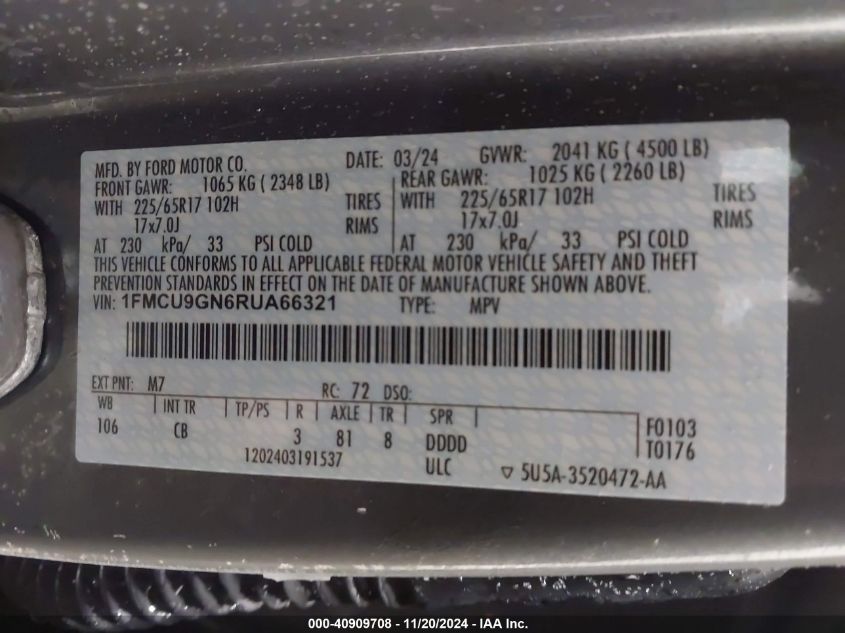 MFD. BY FORD MOTOR CO. DATE: 03/24 GVWR: 2041 KG ( 4500 LB)
FRONT GAWR: 1065 KG ( 2348 LB) REAR GAWR: 1025 KG ( 2260 LB)
WITH 225/65R17 102H TIRES WITH 225/65R17 102H TIRES
17x7.0J RIMS 17x7.0J RIMS
AT 230 kPa/ 33 PSI COLD AT 230 kPa/ 33 PSI COLD
THIS VEHICLE CONFORMS TO ALL APPLICABLE FEDERAL MOTOR VEHICLE SAFETY AND THEFT
PREVENTION STANDARDS IN EFFECT ON THE DATE OF MANUFACTURE SHOWN ABOVE.
VIN: 1FMCU9GN6RUA66321 TYPE: MPV
EXT PNT: M7 RC: 72 DSO:
WB INT TR TP/PS R AXLE TR SPR F0103
106 CB 3 81 8 DDDD T0176
1202403191537 ULC 5U5A-3520472-AA
000-40909708 - 11/20/2024 - IAA Inc.